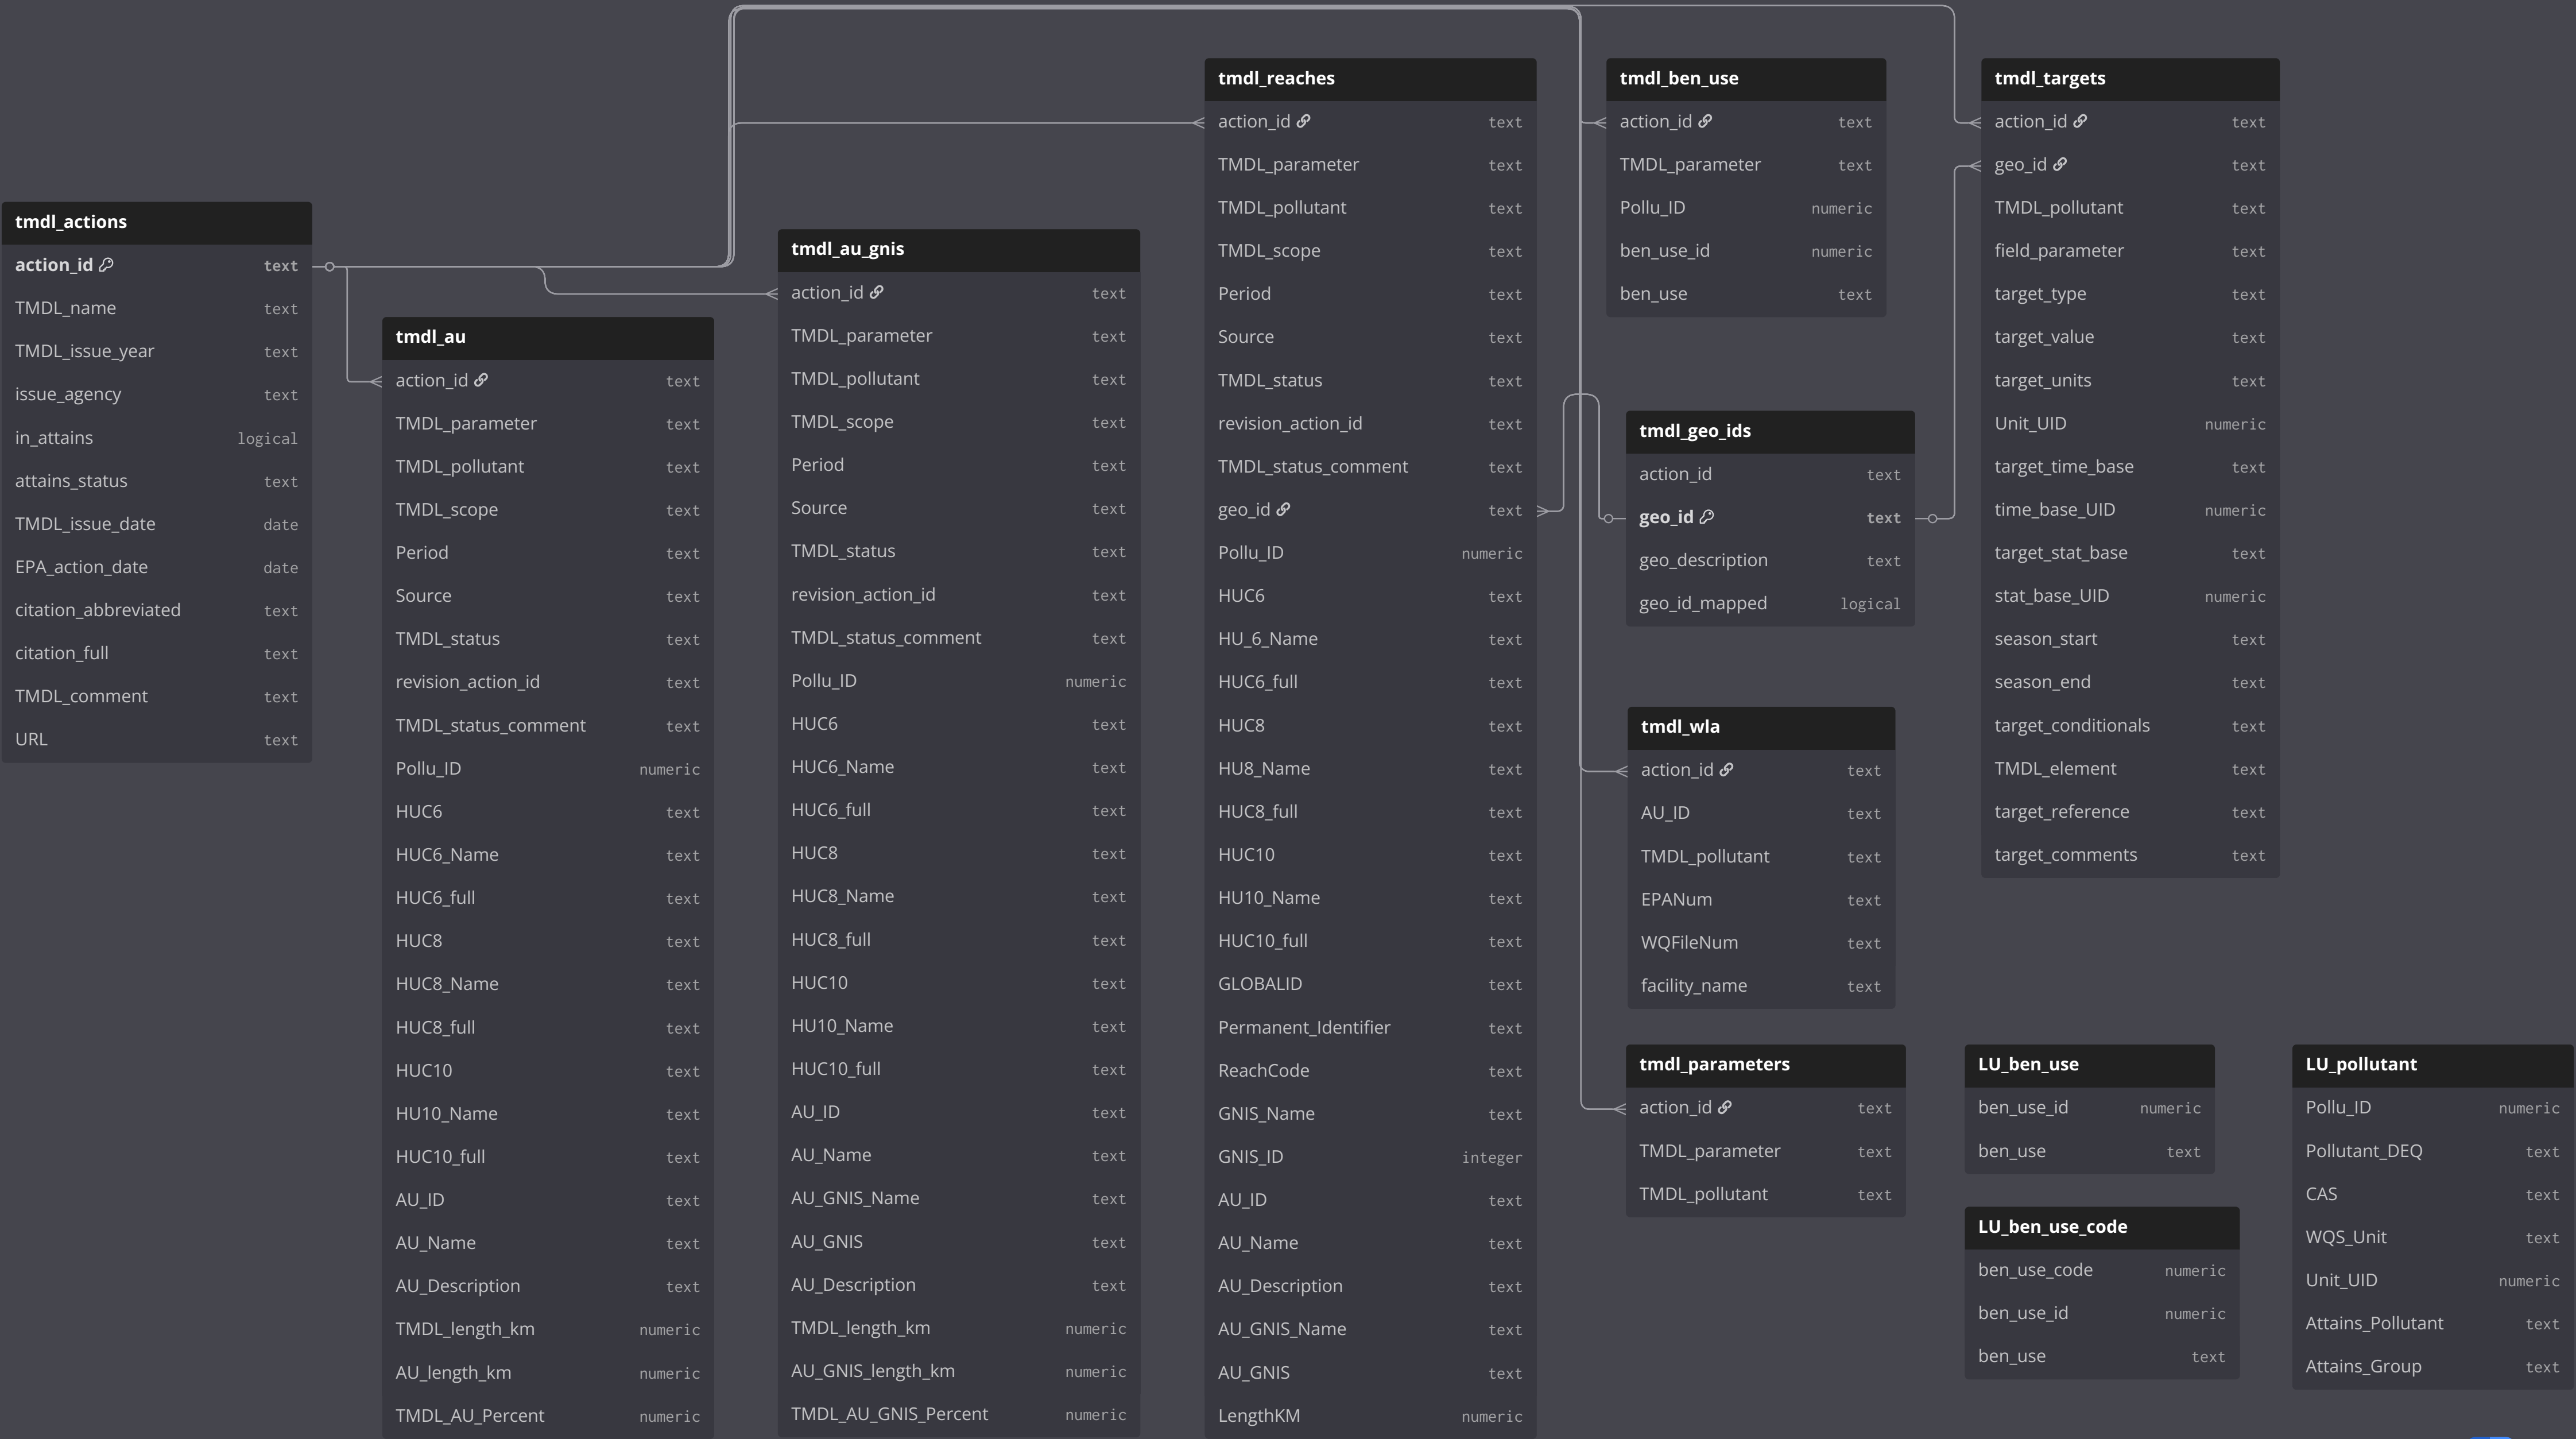 tmdl_actions
action_id text
TMDL_name text
TMDL_issue_year text
issue_agency text
in_attains logical
attains_status text
TMDL_issue_date date
EPA_action_date date
citation_abbreviated text
citation_full text
TMDL_comment text
URL text
tmdl_au
action_id text
TMDL_parameter text
TMDL_pollutant text
TMDL_scope text
Period text
Source text
TMDL_status text
revision_action_id text
TMDL_status_comment text
Pollu_ID numeric
HUC6 text
HUC6_Name text
HUC6_full text
HUC8 text
HUC8_Name text
HUC8_full text
HUC10 text
HU10_Name text
HUC10_full text
AU_ID text
AU_Name text
AU_Description text
TMDL_length_km numeric
AU_length_km numeric
TMDL_AU_Percent numeric
tmdl_au_gnis
action_id text
TMDL_parameter text
TMDL_pollutant text
TMDL_scope text
Period text
Source text
TMDL_status text
revision_action_id text
TMDL_status_comment text
Pollu_ID numeric
HUC6 text
HUC6_Name text
HUC6_full text
HUC8 text
HUC8_Name text
HUC8_full text
HUC10 text
HU10_Name text
HUC10_full text
AU_ID text
AU_Name text
AU_GNIS_Name text
AU_GNIS text
AU_Description text
TMDL_length_km numeric
AU_GNIS_length_km numeric
TMDL_AU_GNIS_Percent numeric
tmdl_reaches
action_id text
TMDL_parameter text
TMDL_pollutant text
TMDL_scope text
Period text
Source text
TMDL_status text
revision_action_id text
TMDL_status_comment text
geo_id text
Pollu_ID numeric
HUC6 text
HU_6_Name text
HUC6_full text
HUC8 text
HU8_Name text
HUC8_full text
HUC10 text
HU10_Name text
HUC10_full text
GLOBALID text
Permanent_Identifier text
ReachCode text
GNIS_Name text
GNIS_ID integer
AU_ID text
AU_Name text
AU_Description text
AU_GNIS_Name text
AU_GNIS text
LengthKM numeric
tmdl_ben_use
action_id text
TMDL_parameter text
Pollu_ID numeric
ben_use_id numeric
ben_use text
tmdl_geo_ids
action_id text
geo_id text
geo_description text
geo_id_mapped logical
tmdl_wla
action_id text
AU_ID text
TMDL_pollutant text
EPANum text
WQFileNum text
facility_name text
tmdl_parameters
action_id text
TMDL_parameter text
TMDL_pollutant text
tmdl_targets
action_id text
geo_id text
TMDL_pollutant text
field_parameter text
target_type text
target_value text
target_units text
Unit_UID numeric
target_time_base text
time_base_UID numeric
target_stat_base text
stat_base_UID numeric
season_start text
season_end text
target_conditionals text
TMDL_element text
target_reference text
target_comments text
LU_ben_use
ben_use_id numeric
ben_use text
LU_ben_use_code
ben_use_code numeric
ben_use_id numeric
ben_use text
LU_pollutant
Pollu_ID numeric
Pollutant_DEQ text
CAS text
WQS_Unit text
Unit_UID numeric
Attains_Pollutant text
Attains_Group text